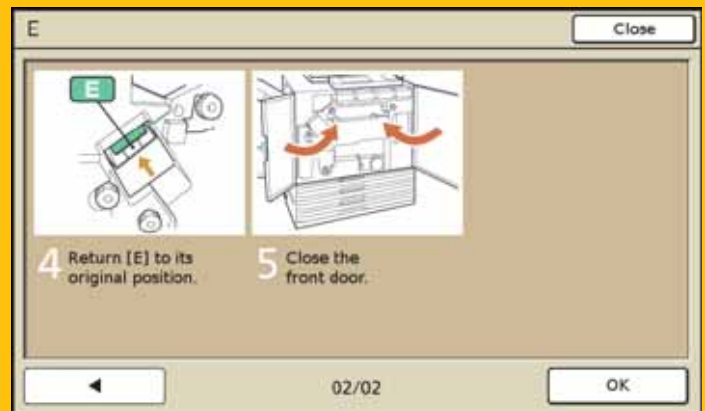 E
Close
E
4 Return [E] to its
original position.
5 Close the
front door.
◀
02/02
OK